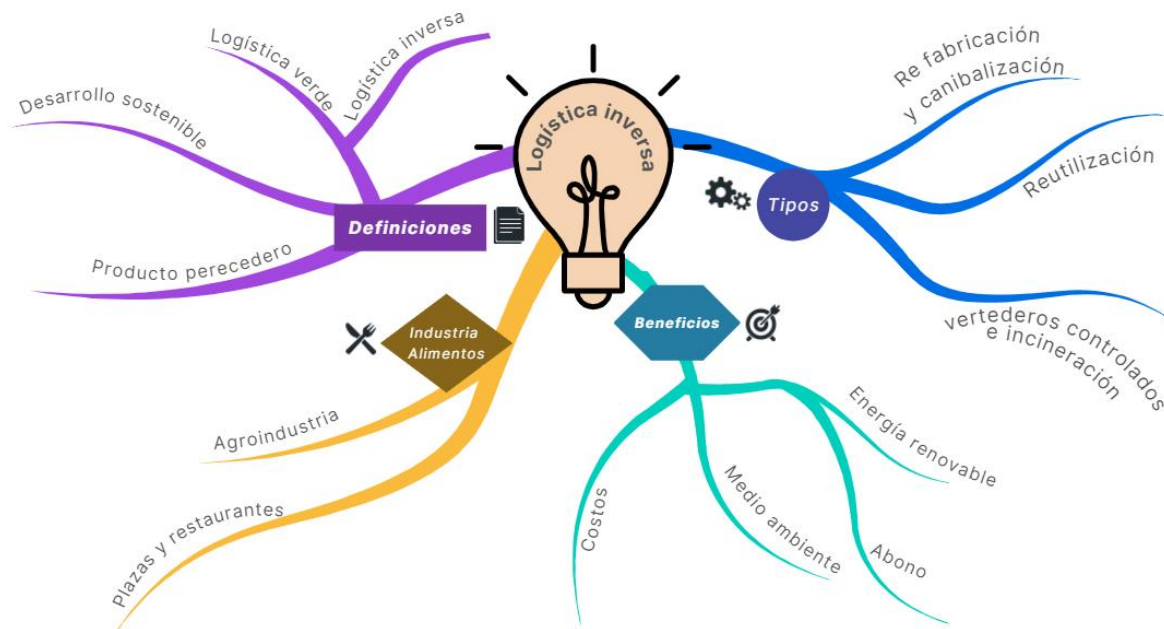 Logística inversa
Definiciones
Logística inversa
Logística verde
Desarrollo sostenible
Producto perecedero
Tipos
Re fabricación
y canibalización
Reutilización
vertederos controlados
e incineración
Industria
Alimentos
Agroindustria
Plazas y restaurantes
Beneficios
Energía renovable
Abono
Medio ambiente
Costos